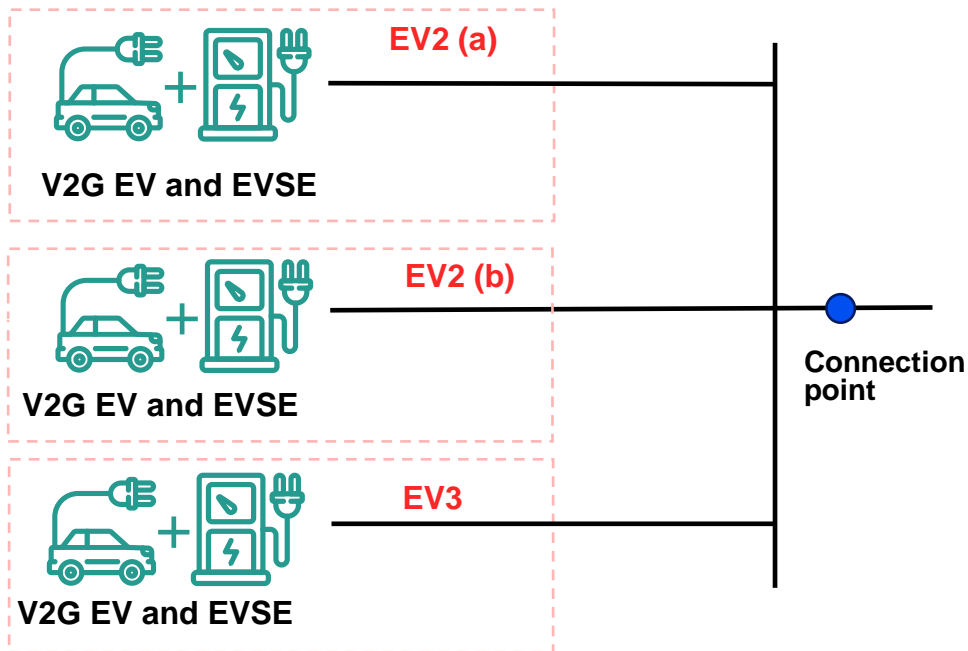 EV2 (a)
V2G EV and EVSE
EV2 (b)
V2G EV and EVSE
Connection
point
EV3
V2G EV and EVSE